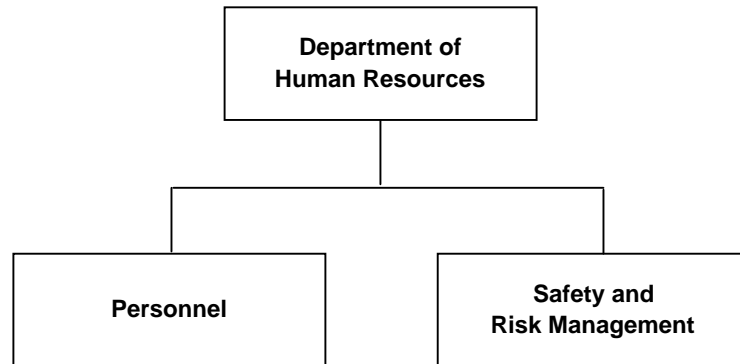 Department of
Human Resources
Personnel
Safety and
Risk Management